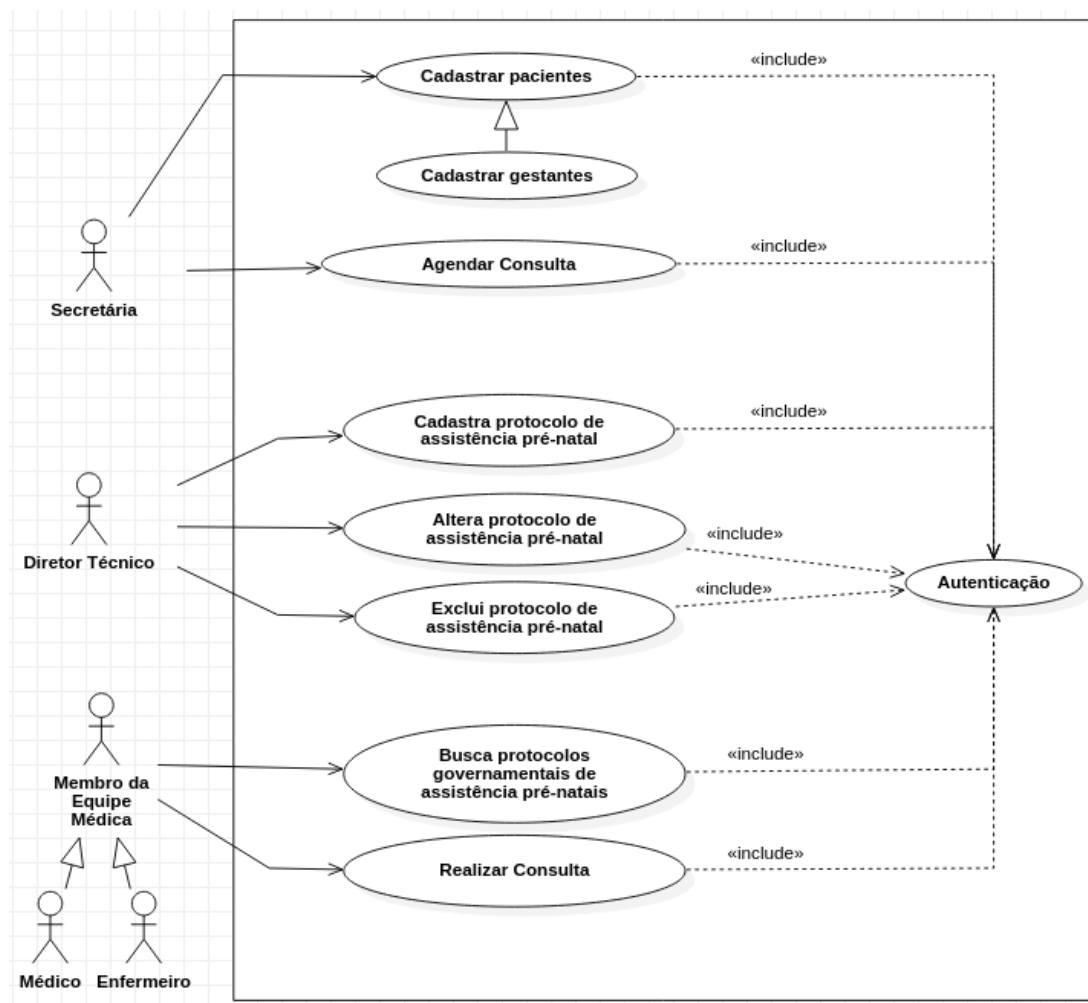 Cadastrar pacientes
«include»
Cadastrar gestantes
Secretária
Agendar Consulta
«include»
Diretor Técnico
Cadastra protocolo de
assistência pré-natal
«include»
Altera protocolo de
assistência pré-natal
«include»
Exclui protocolo de
assistência pré-natal
«include»
Autenticação
Membro da
Equipe
Médica
Busca protocolos
governamentais de
assistência pré-natais
«include»
Realizar Consulta
«include»
Médico
Enfermeiro